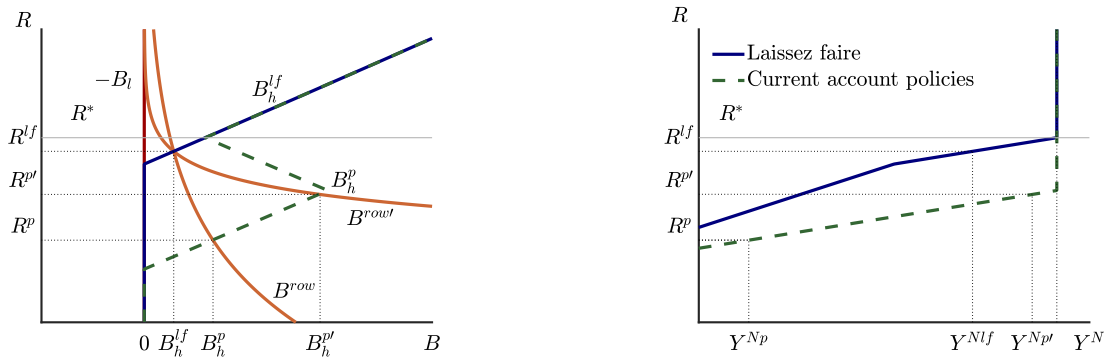 R
−B_l
B_h^{lf}
R^*
R^{lf}
R^{p′}
R^p
B_h^p
B^{row′}
B^{row}
0 B_h^{lf} B_h^p B_h^{p′} B
R
Laissez faire
Current account policies
R^*
R^{lf}
R^{p′}
R^p
Y^{Np} Y^{Nlf} Y^{Np′} Y^N